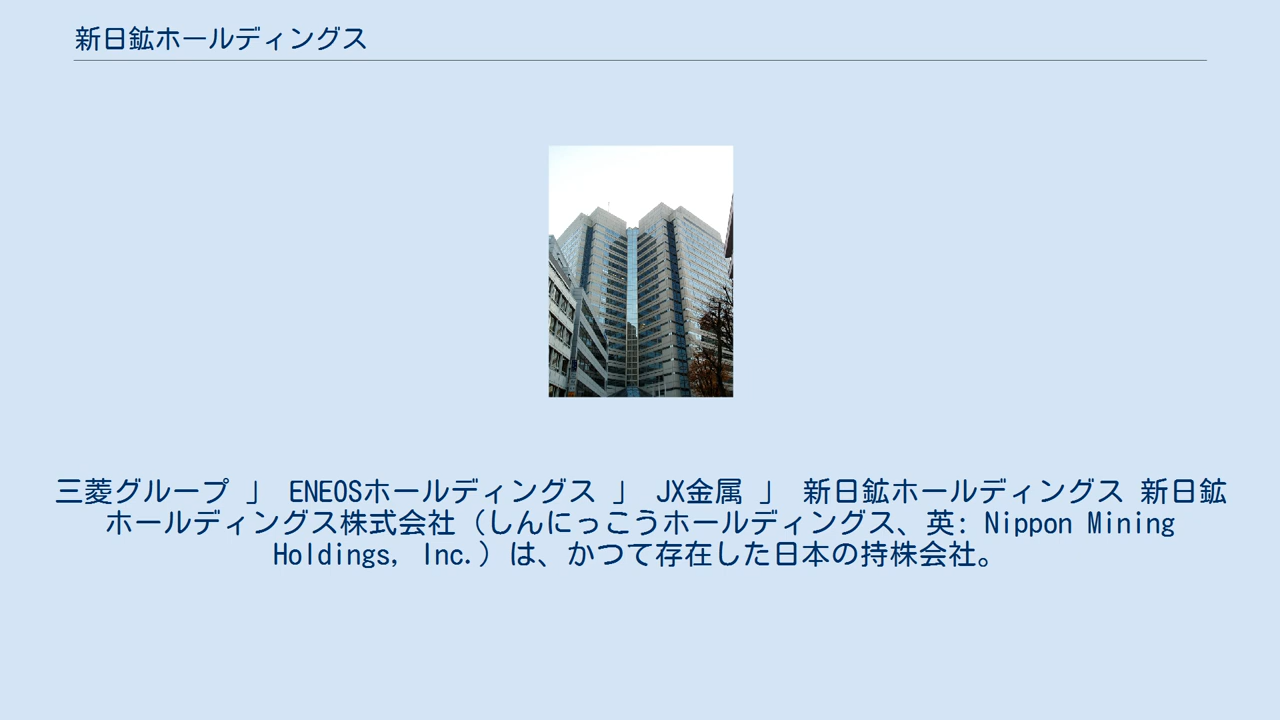 新日鉱ホールディングス
三菱グループ 」 ENEOSホールディングス 」 JX金属 」 新日鉱ホールディングス 新日鉱
ホールディングス株式会社（しんにっこうホールディングス、英: Nippon Mining
Holdings, Inc.）は、かつて存在した日本の持株会社。